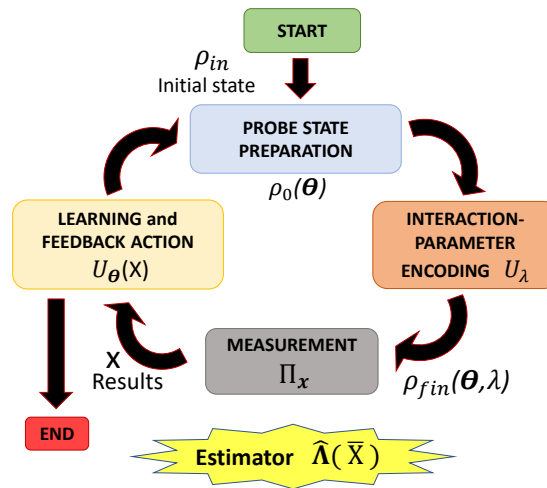 START
ρ_in
Initial state
PROBE STATE
PREPARATION
ρ_0(θ)
INTERACTION-
PARAMETER
ENCODING U_λ
ρ_fin(θ,λ)
MEASUREMENT
Π_x
X
Results
LEARNING and
FEEDBACK ACTION
U_θ(X)
END
Estimator Λ̂(X̄)